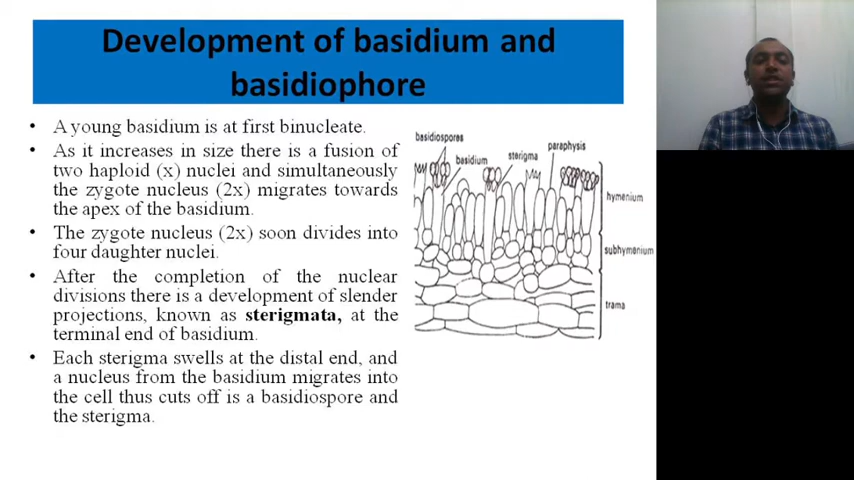 Development of basidium and
basidiophore
• A young basidium is at first binucleate.
• As it increases in size there is a fusion of
two haploid (x) nuclei and simultaneously
the zygote nucleus (2x) migrates towards
the apex of the basidium.
• The zygote nucleus (2x) soon divides into
four daughter nuclei.
• After the completion of the nuclear
divisions there is a development of slender
projections, known as sterigmata, at the
terminal end of basidium.
• Each sterigma swells at the distal end, and
a nucleus from the basidium migrates into
the cell thus cuts off is a basidiospore and
the sterigma.
basidiospores
basidium
sterigma
paraphysis
hymenium
subhymenium
trama